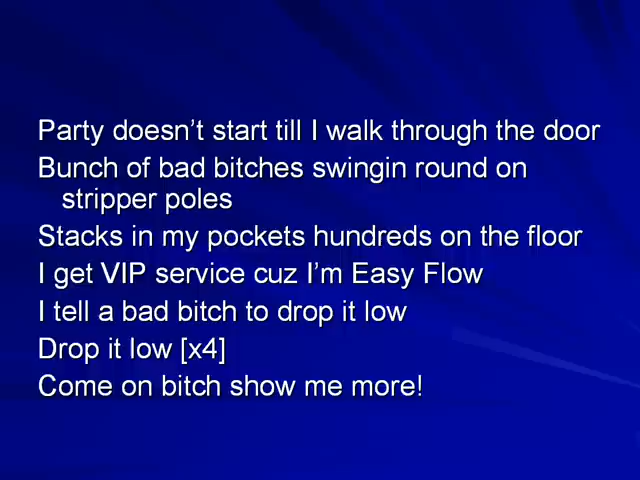 Party doesn’t start till I walk through the door
Bunch of bad bitches swingin round on
stripper poles
Stacks in my pockets hundreds on the floor
I get VIP service cuz I’m Easy Flow
I tell a bad bitch to drop it low
Drop it low [x4]
Come on bitch show me more!